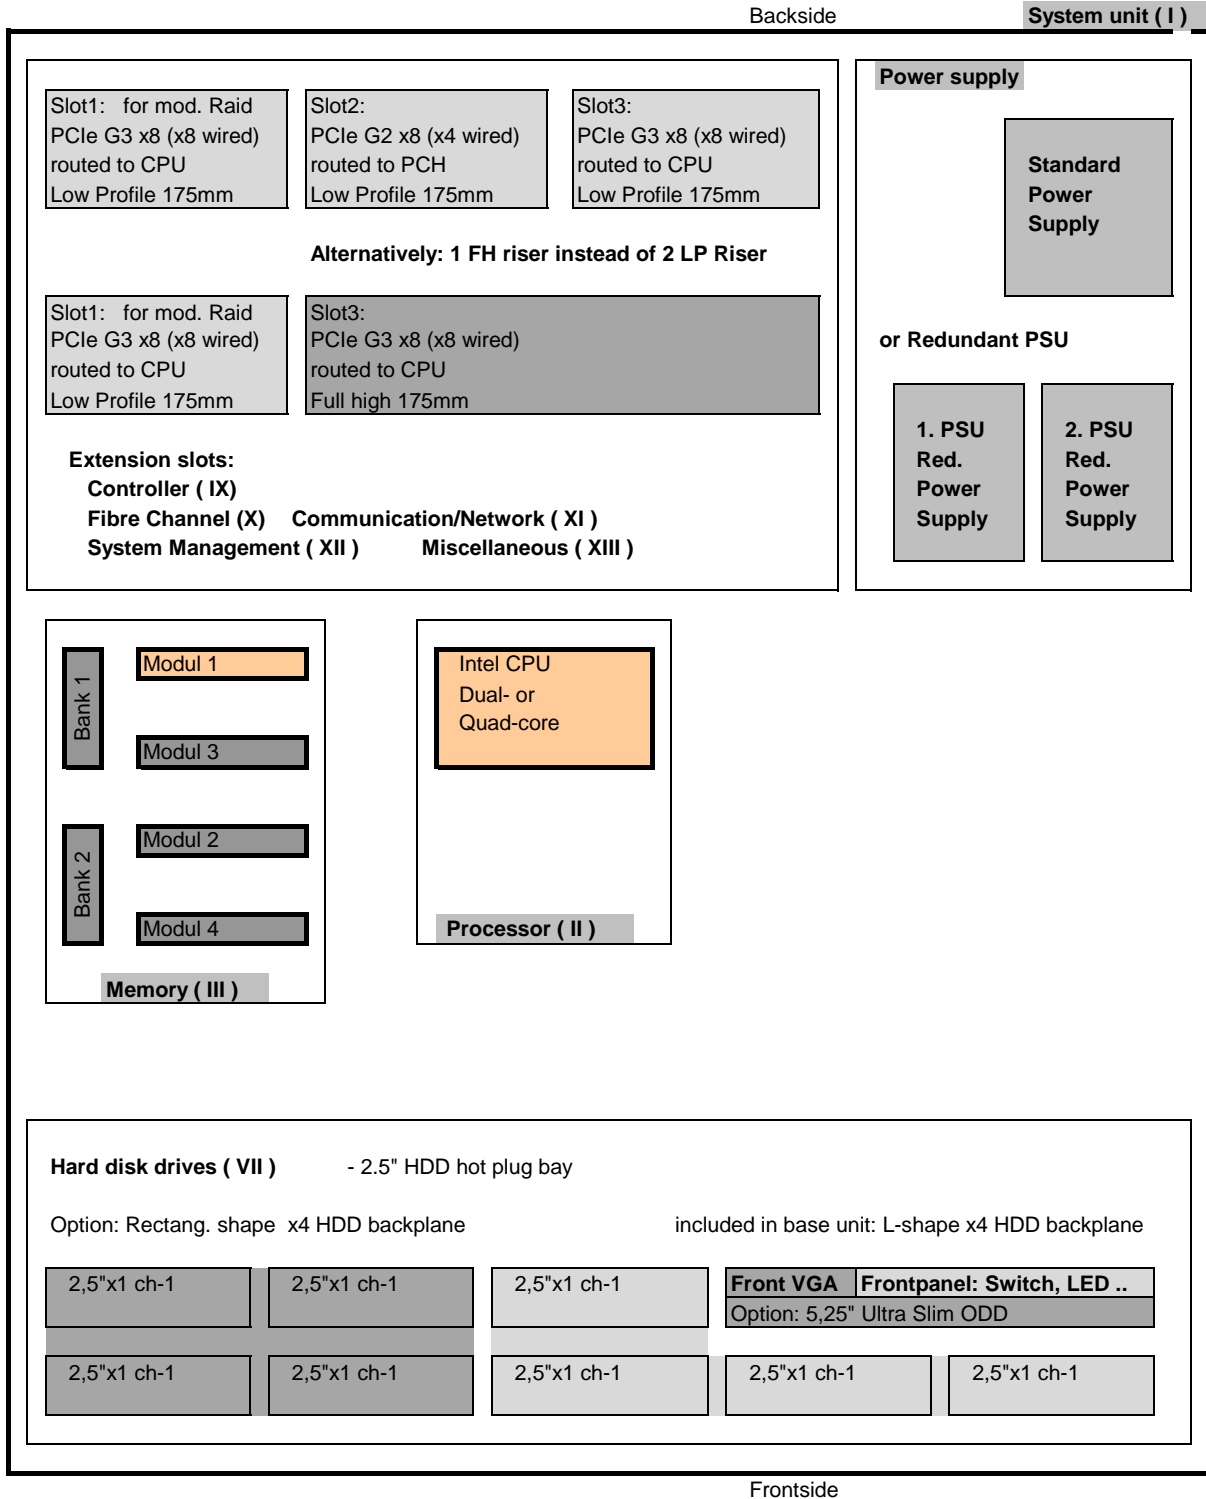 Backside
System unit ( I )
Slot1:   for mod. Raid
PCIe G3 x8 (x8 wired)
routed to CPU
Low Profile 175mm
Slot2:
PCIe G2 x8 (x4 wired)
routed to PCH
Low Profile 175mm
Slot3:
PCIe G3 x8 (x8 wired)
routed to CPU
Low Profile 175mm
Alternatively: 1 FH riser instead of 2 LP Riser
Slot1:   for mod. Raid
PCIe G3 x8 (x8 wired)
routed to CPU
Low Profile 175mm
Slot3:
PCIe G3 x8 (x8 wired)
routed to CPU
Full high 175mm
Extension slots:
Controller ( IX)
Fibre Channel (X)    Communication/Network ( XI )
System Management ( XII )    Miscellaneous ( XIII )
Power supply
Standard
Power
Supply
or Redundant PSU
1. PSU
Red.
Power
Supply
2. PSU
Red.
Power
Supply
Bank 1
Modul 1
Modul 3
Bank 2
Modul 2
Modul 4
Memory ( III )
Intel CPU
Dual- or
Quad-core
Processor ( II )
Hard disk drives ( VII )    - 2.5" HDD hot plug bay
Option: Rectang. shape  x4 HDD backplane
included in base unit: L-shape x4 HDD backplane
2,5"x1 ch-1
2,5"x1 ch-1
2,5"x1 ch-1
Front VGA
Frontpanel: Switch, LED ..
Option: 5,25" Ultra Slim ODD
2,5"x1 ch-1
2,5"x1 ch-1
2,5"x1 ch-1
2,5"x1 ch-1
2,5"x1 ch-1
Frontside